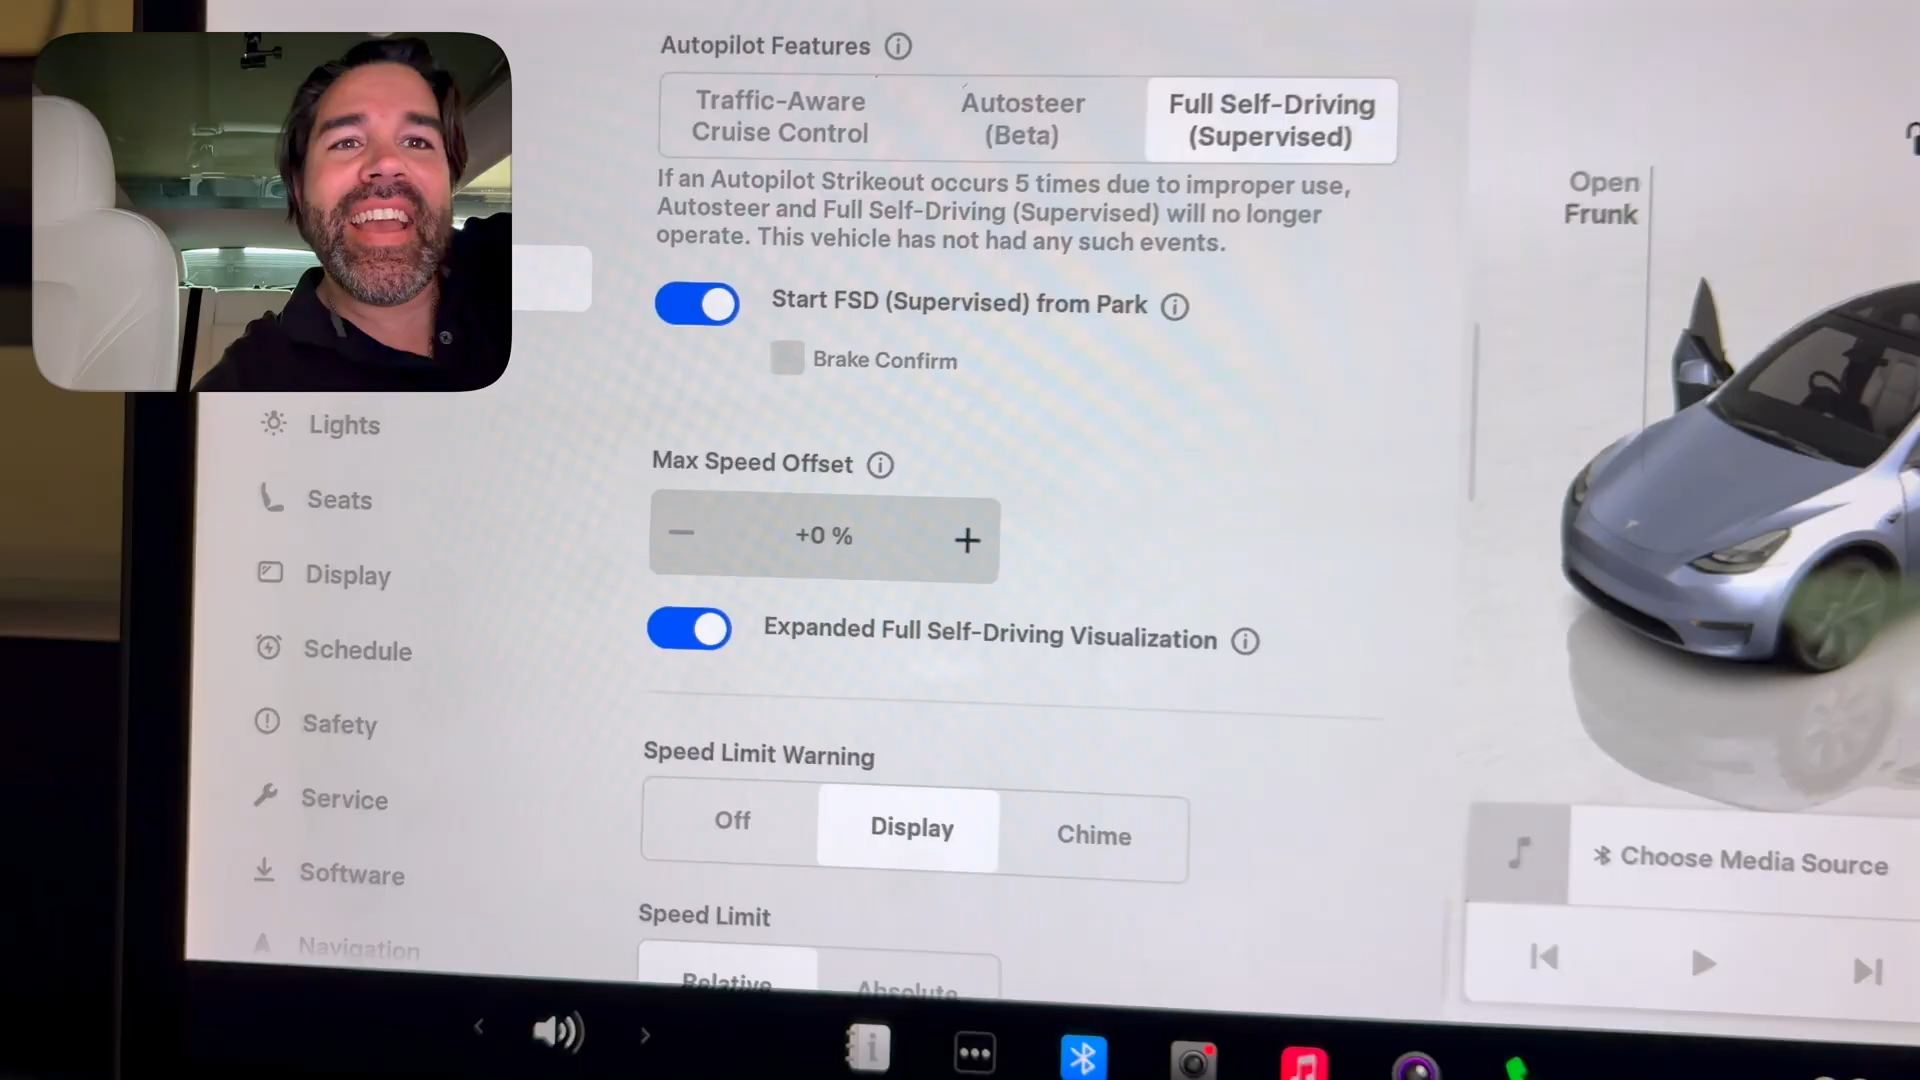 Autopilot Features
Traffic-Aware
Cruise Control
Autosteer
(Beta)
Full Self-Driving
(Supervised)
If an Autopilot Strikeout occurs 5 times due to improper use,
Autosteer and Full Self-Driving (Supervised) will no longer
operate. This vehicle has not had any such events.
Start FSD (Supervised) from Park
Brake Confirm
Max Speed Offset
+0 %
Expanded Full Self-Driving Visualization
Speed Limit Warning
Off
Display
Chime
Speed Limit
Relative
Absolute
Lights
Seats
Display
Schedule
Safety
Service
Software
Navigation
Open
Frunk
Choose Media Source